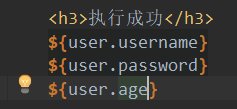 <h3>执行成功</h3>
${user.username}
${user.password}
${user.age}